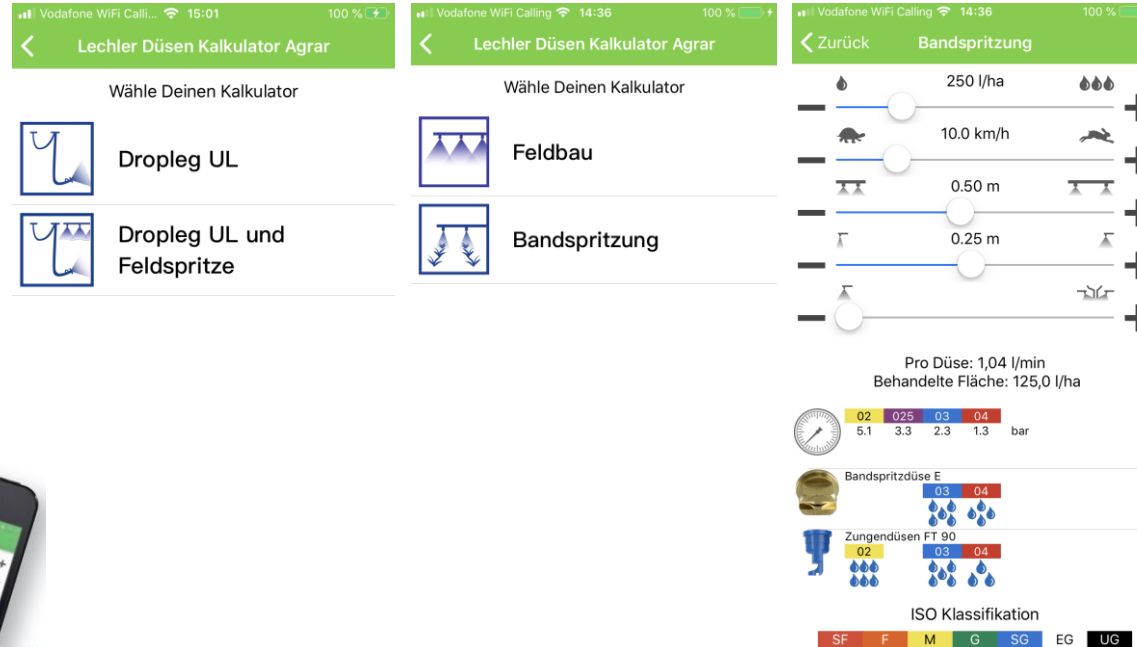 Vodafone WiFi Calli... 15:01 100 %
Lechler Düsen Kalkulator Agrar
Wähle Deinen Kalkulator
Dropleg UL
Dropleg UL und
Feldspritze
Vodafone WiFi Calling 14:36 100 %
Lechler Düsen Kalkulator Agrar
Wähle Deinen Kalkulator
Feldbau
Bandspritzung
Vodafone WiFi Calling 14:36 100 %
Zurück Bandspritzung
250 l/ha
10.0 km/h
0.50 m
0.25 m
Pro Düse: 1,04 l/min
Behandelte Fläche: 125,0 l/ha
02 025 03 04
5.1 3.3 2.3 1.3 bar
Bandspritzdüse E
03 04
Zungendüsen FT 90
02 03 04
ISO Klassifikation
SF F M G SG EG UG